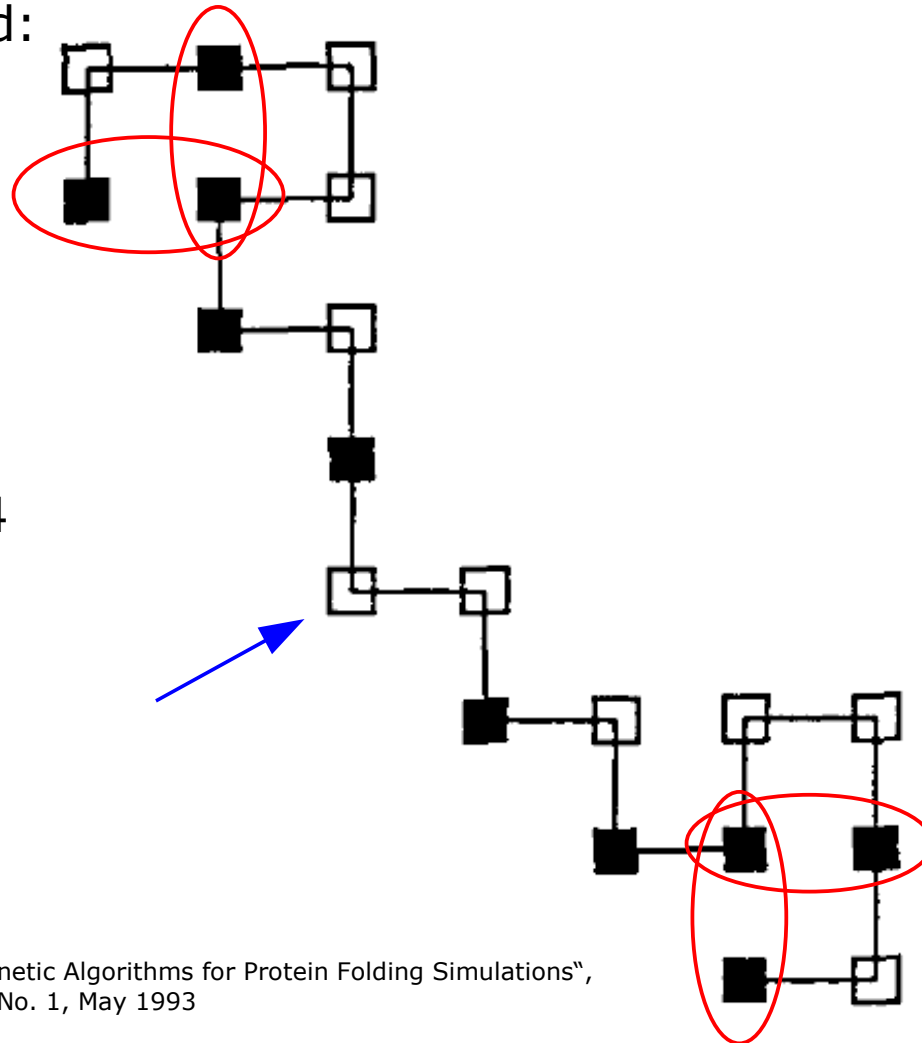 d:
4
netic Algorithms for Protein Folding Simulations“,
No. 1, May 1993